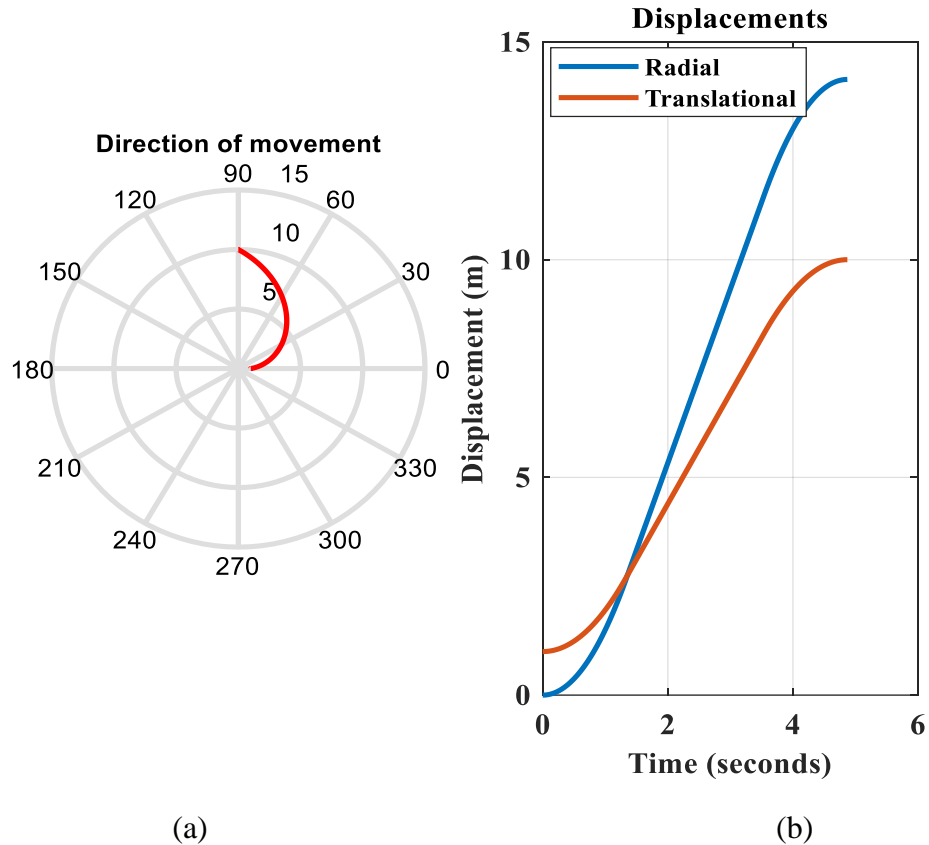 Direction of movement
90
15
120
60
10
150
30
5
180
0
210
330
240
300
270
(a)
Displacements
15
Radial
Translational
10
Displacement (m)
5
0
0 2 4 6
Time (seconds)
(b)